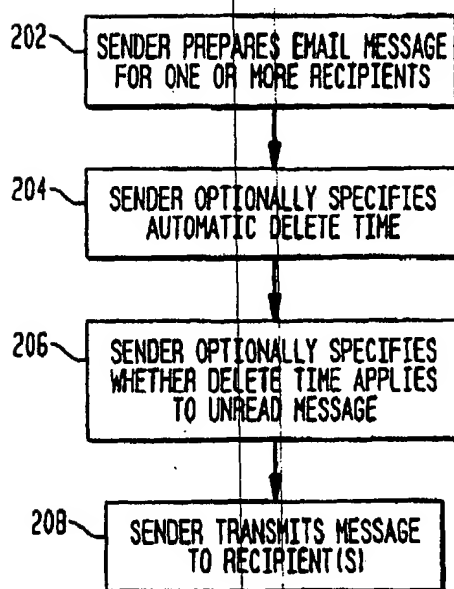 202
SENDER PREPARES EMAIL MESSAGE
FOR ONE OR MORE RECIPIENTS
204
SENDER OPTIONALLY SPECIFIES
AUTOMATIC DELETE TIME
206
SENDER OPTIONALLY SPECIFIES
WHETHER DELETE TIME APPLIES
TO UNREAD MESSAGE
208
SENDER TRANSMITS MESSAGE
TO RECIPIENT(S)